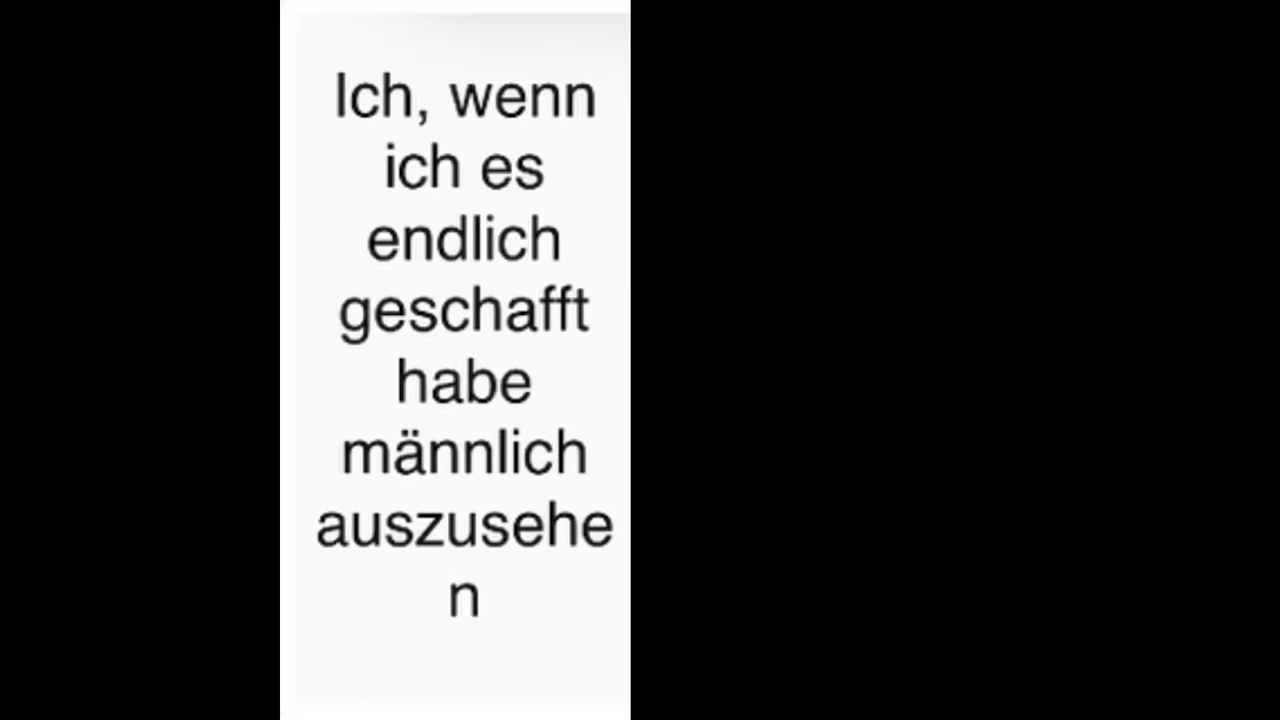 Ich, wenn
ich es
endlich
geschafft
habe
männlich
auszusehe
n